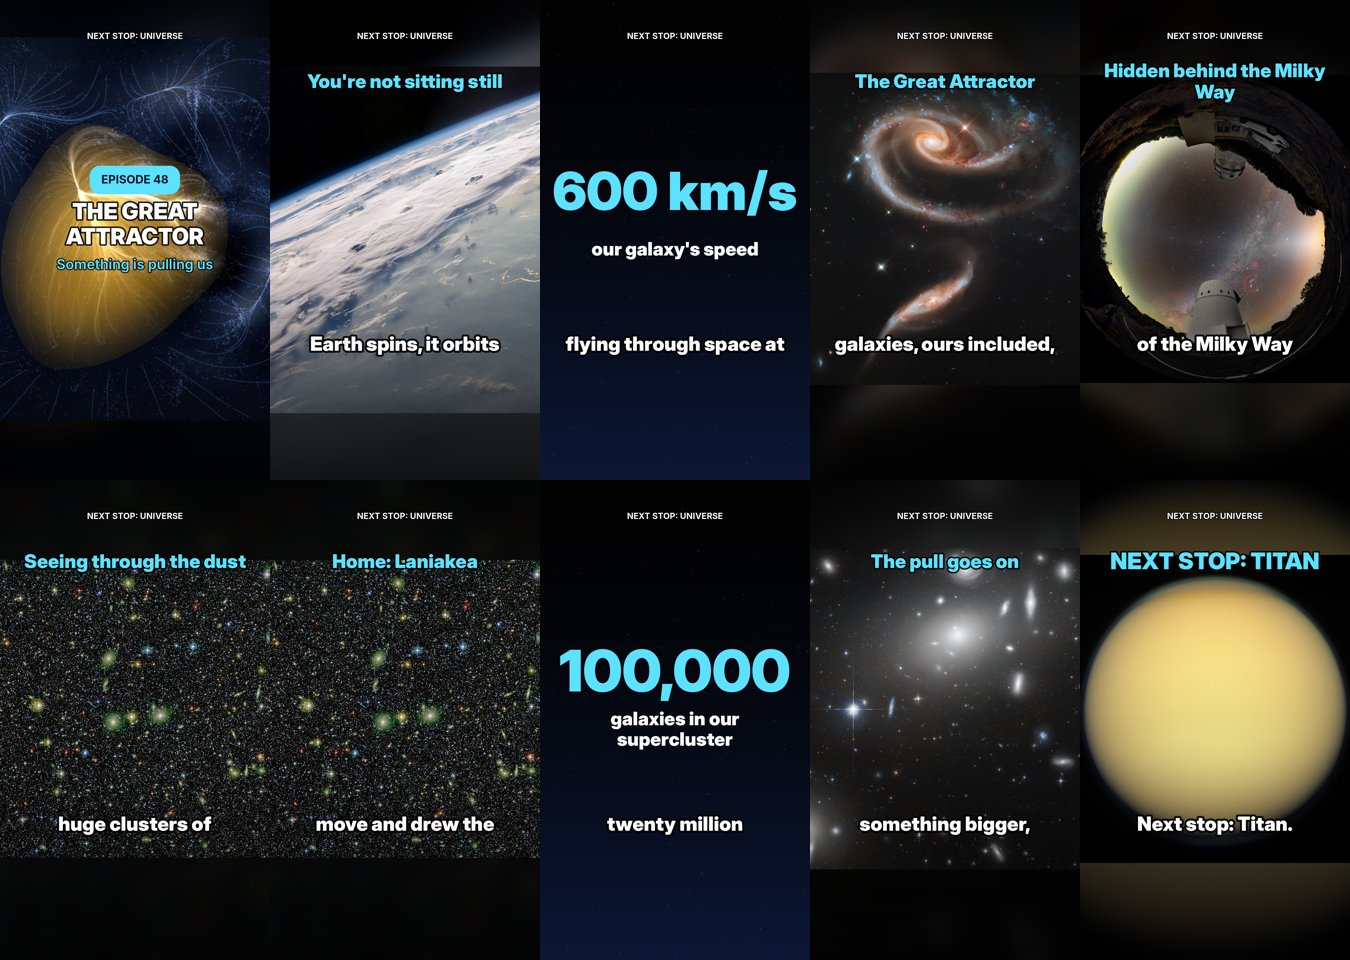 NEXT STOP: UNIVERSE
EPISODE 48
THE GREAT
ATTRACTOR
Something is pulling us
NEXT STOP: UNIVERSE
You're not sitting still
Earth spins, it orbits
NEXT STOP: UNIVERSE
600 km/s
our galaxy's speed
flying through space at
NEXT STOP: UNIVERSE
The Great Attractor
galaxies, ours included,
NEXT STOP: UNIVERSE
Hidden behind the Milky
Way
of the Milky Way
NEXT STOP: UNIVERSE
Seeing through the dust
huge clusters of
NEXT STOP: UNIVERSE
Home: Laniakea
move and drew the
NEXT STOP: UNIVERSE
100,000
galaxies in our
supercluster
twenty million
NEXT STOP: UNIVERSE
The pull goes on
something bigger,
NEXT STOP: UNIVERSE
NEXT STOP: TITAN
Next stop: Titan.